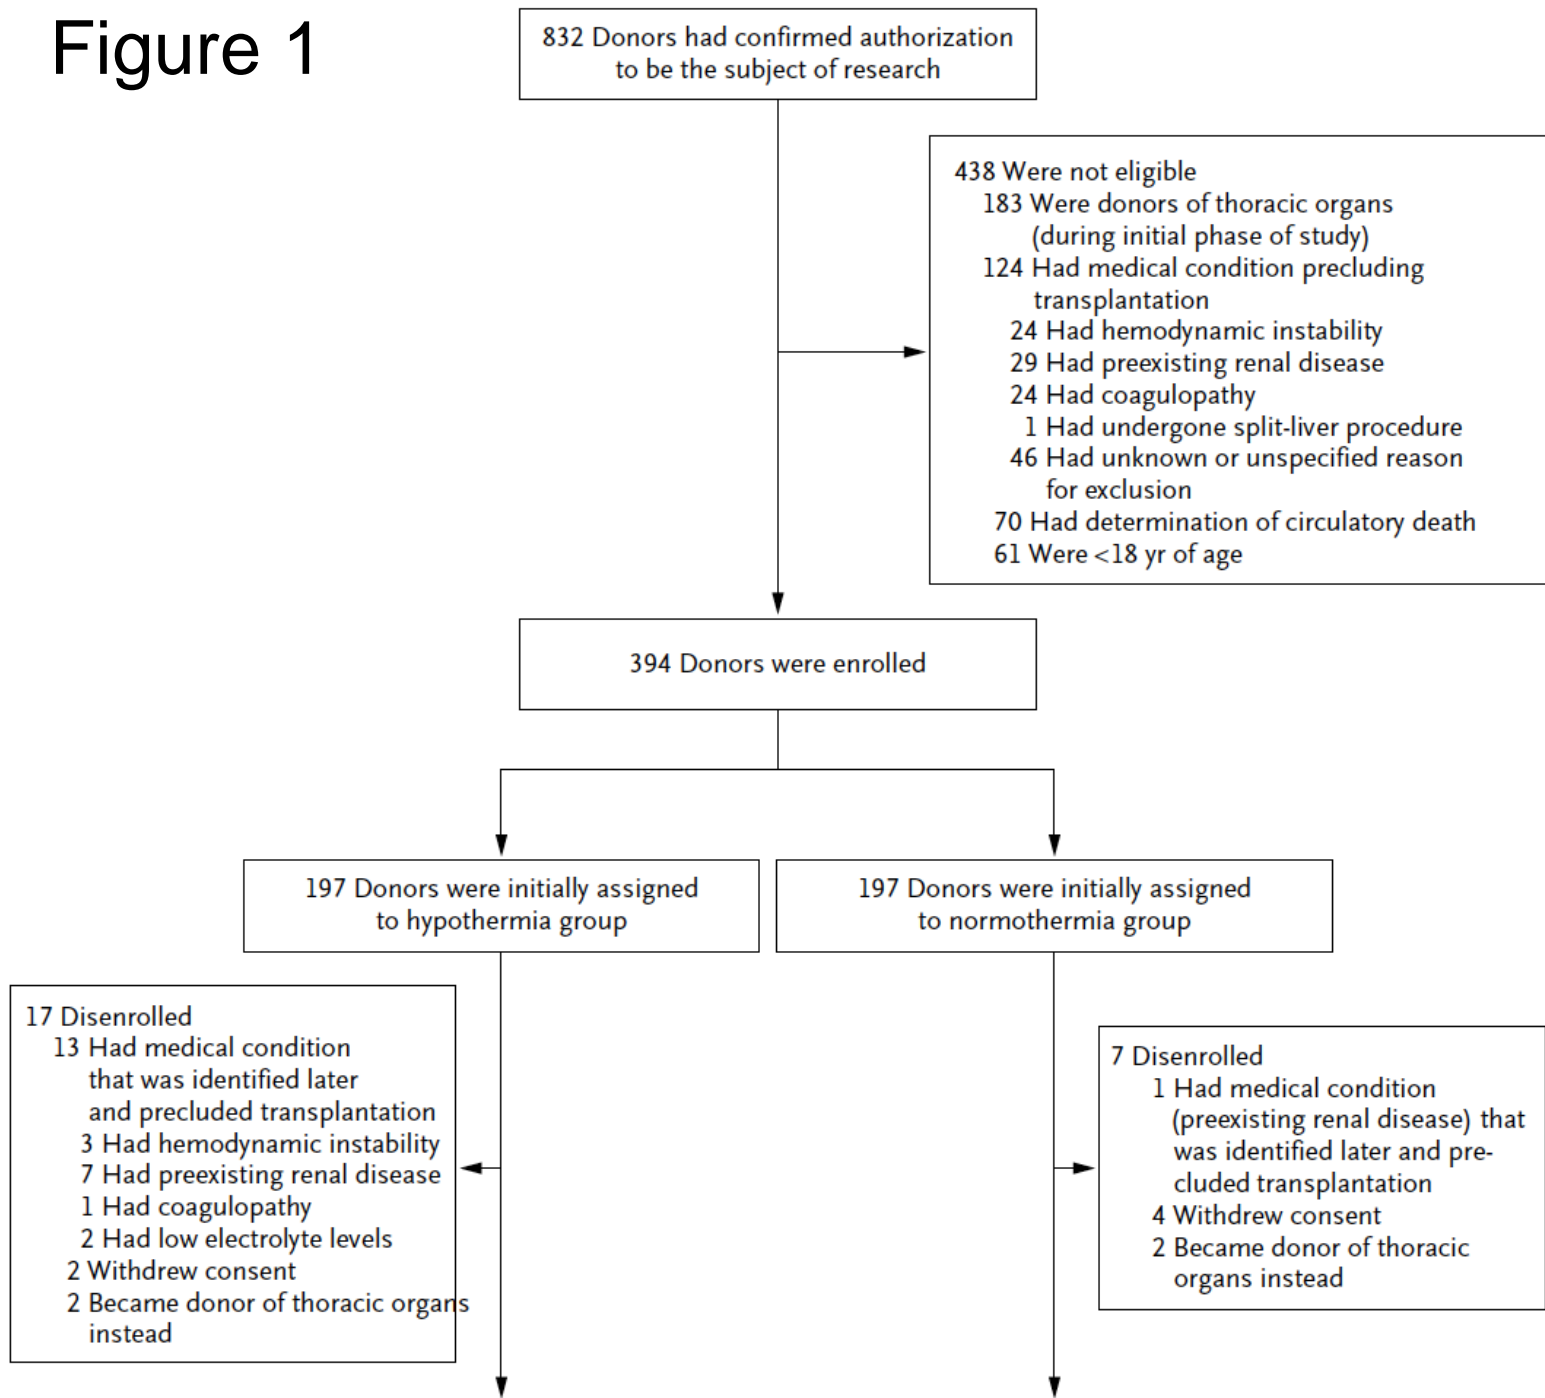 Figure 1
832 Donors had confirmed authorization
to be the subject of research
438 Were not eligible
183 Were donors of thoracic organs
(during initial phase of study)
124 Had medical condition precluding
transplantation
24 Had hemodynamic instability
29 Had preexisting renal disease
24 Had coagulopathy
1 Had undergone split-liver procedure
46 Had unknown or unspecified reason
for exclusion
70 Had determination of circulatory death
61 Were <18 yr of age
394 Donors were enrolled
197 Donors were initially assigned
to hypothermia group
197 Donors were initially assigned
to normothermia group
17 Disenrolled
13 Had medical condition
that was identified later
and precluded transplantation
3 Had hemodynamic instability
7 Had preexisting renal disease
1 Had coagulopathy
2 Had low electrolyte levels
2 Withdrew consent
2 Became donor of thoracic organs
instead
7 Disenrolled
1 Had medical condition
(preexisting renal disease) that
was identified later and pre-
cluded transplantation
4 Withdrew consent
2 Became donor of thoracic
organs instead